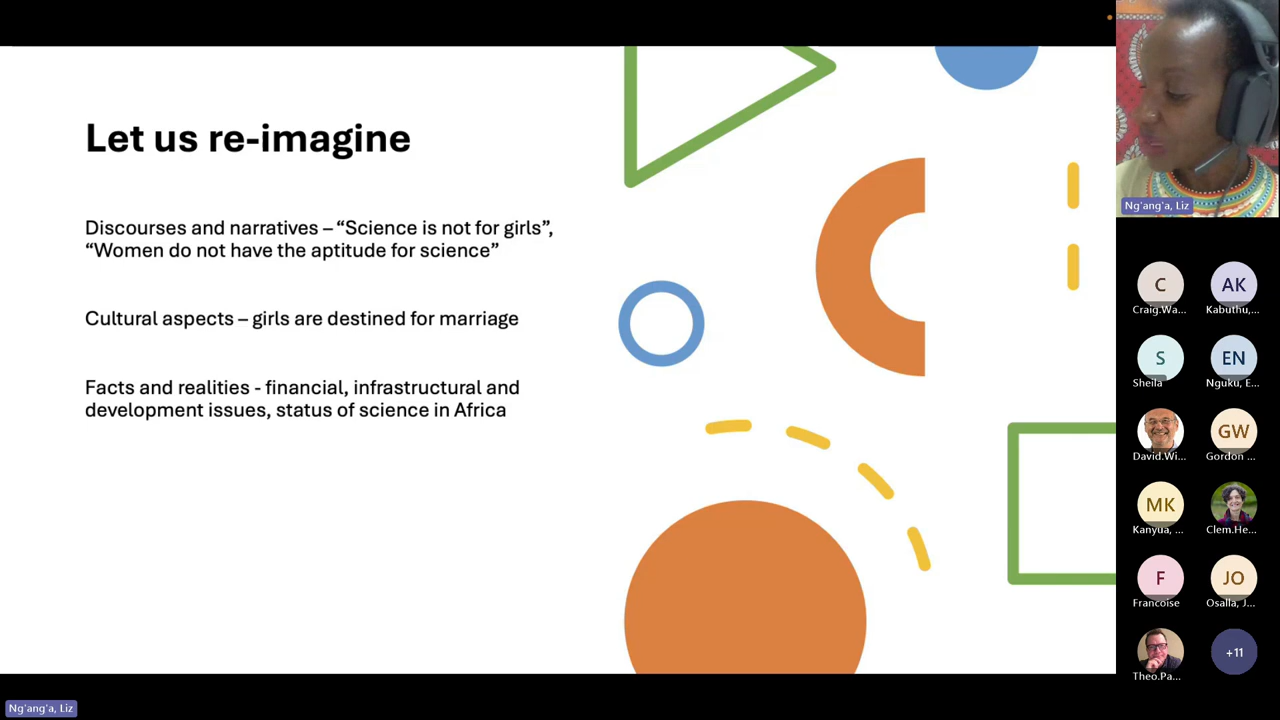 Let us re-imagine
Discourses and narratives – “Science is not for girls”,
“Women do not have the aptitude for science”
Cultural aspects – girls are destined for marriage
Facts and realities - financial, infrastructural and
development issues, status of science in Africa
Ng'ang'a, Liz
C
AK
Craig.Wa...
Kabuthu,...
S
EN
Sheila
Nguku, E...
GW
David.Wi...
Gordon ...
MK
Kanyua, ...
Clem.He...
F
JO
Francoise
Osalla, J...
+11
Theo.Pa...
Ng'ang'a, Liz